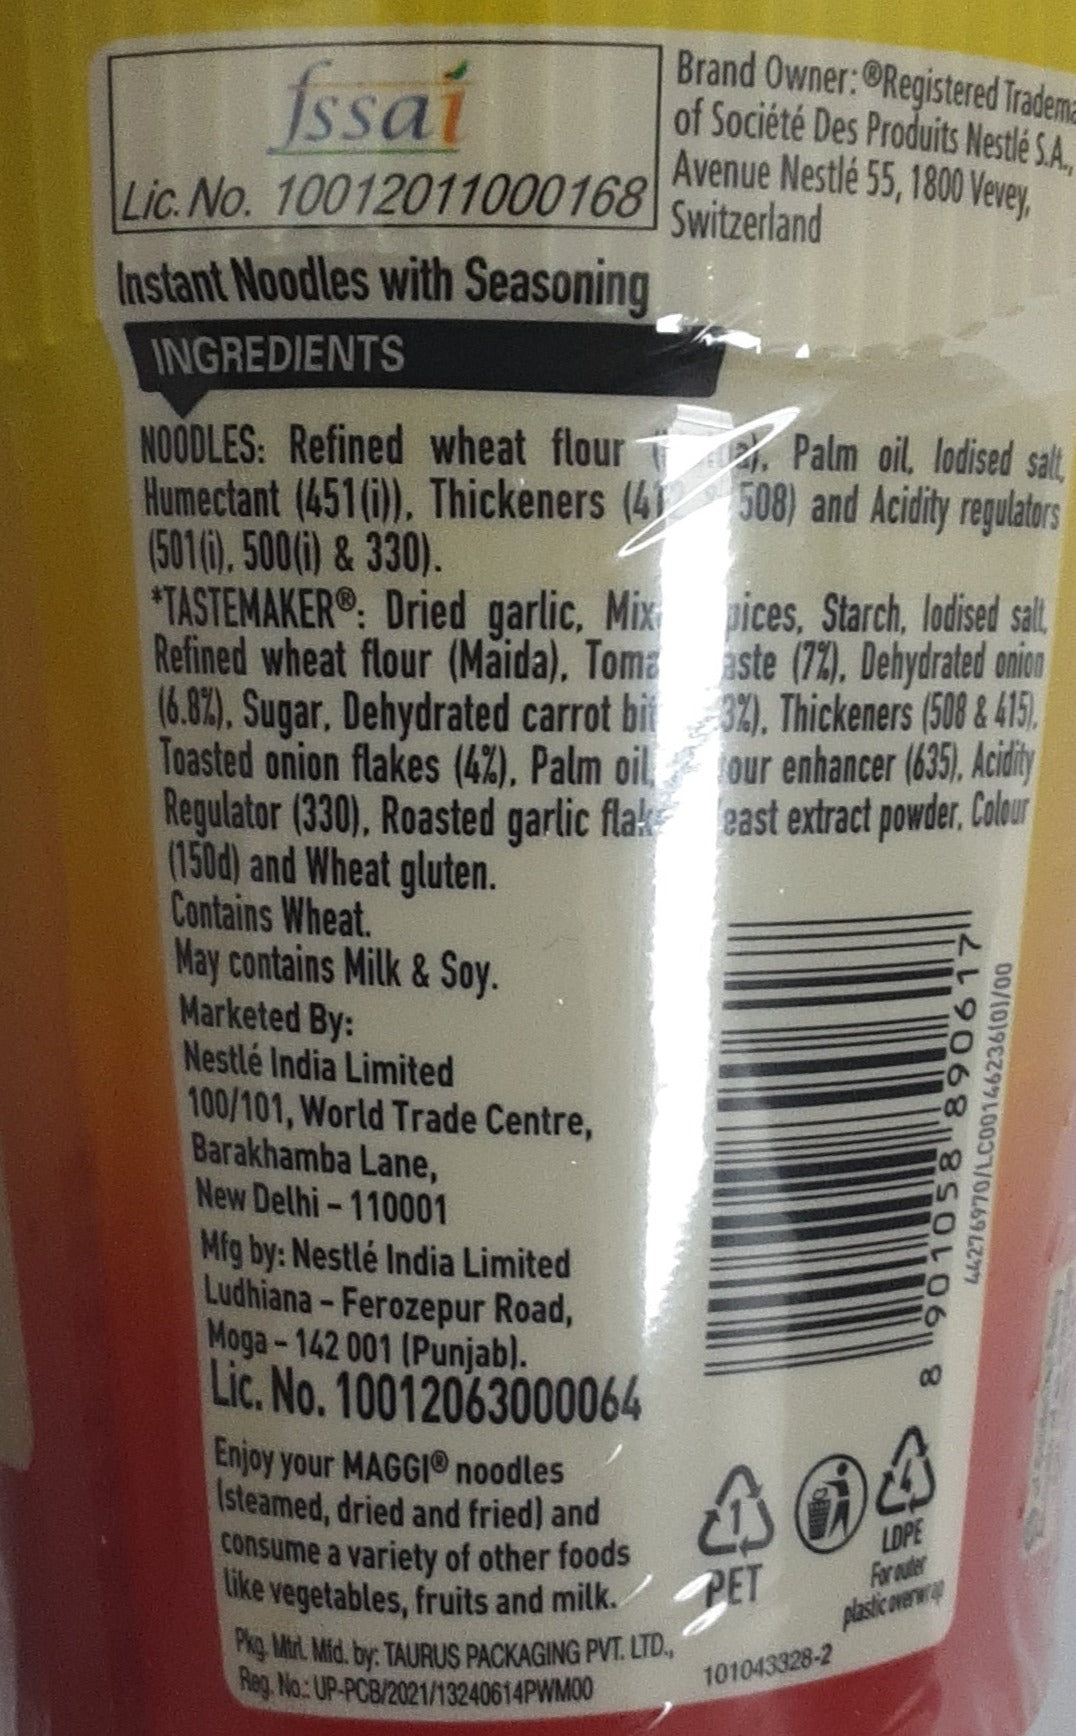 fssai
Lic. No. 10012011000168
Brand Owner: ®Registered
of Société Des Produits Nestlé S.A.,
Avenue Nestlé 55, 1800 Vevey,
Switzerland
Instant Noodles with Seasoning
INGREDIENTS
NOODLES: Refined wheat flour Palm oil, Iodised salt,
Humectant (451(i)), Thickeners 508) and Acidity regulators
(501(i), 500(i) & 330).
*TASTEMAKER®: Dried garlic, Starch, Iodised salt,
Refined wheat flour (Maida), (7%), Dehydrated onion
(6.8%), Sugar, Dehydrated carrot Thickeners (508 & 415),
Toasted onion flakes (4%), Palm oil, enhancer (635), Acidity
Regulator (330), Roasted garlic extract powder, Colour
(150d) and Wheat gluten.
Contains Wheat.
May contains Milk & Soy.
Marketed By:
Nestlé India Limited
100/101, World Trade Centre,
Barakhamba Lane,
New Delhi – 110001
Mfg by: Nestlé India Limited
Ludhiana – Ferozepur Road,
Moga – 142 001 (Punjab).
Lic. No. 10012063000064
Enjoy your MAGGI® noodles
(steamed, dried and fried) and
consume a variety of other foods
like vegetables, fruits and milk.
Pkg. Mtrl. Mfd. by: TAURUS PACKAGING PVT. LTD.,
Reg. No.: UP-PCB/2021/13240614PWM00
8 901058 890617
44276970/LC00146236(0)/00
1
PET
4
LDPE
For outer
plastic overwrap
101043328-2